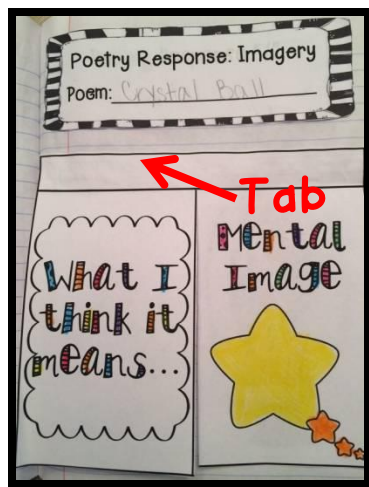 Poetry Response: Imagery
Poem: Crystal Ball
Tab
What I
think it
means...
Mental
Image